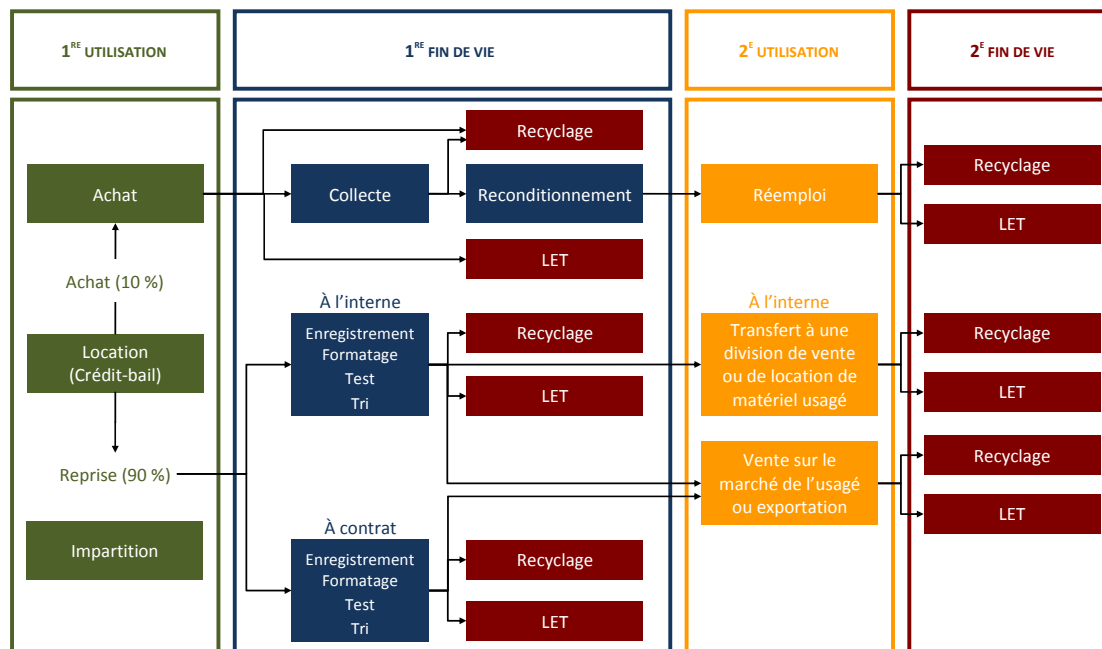 1RE UTILISATION
1RE FIN DE VIE
2E UTILISATION
2E FIN DE VIE
Achat
Achat (10 %)
Location
(Crédit-bail)
Reprise (90 %)
Impartition
Collecte
Recyclage
Reconditionnement
LET
À l’interne
Enregistrement
Formatage
Test
Tri
Recyclage
LET
À contrat
Enregistrement
Formatage
Test
Tri
Recyclage
LET
Réemploi
À l’interne
Transfert à une
division de vente
ou de location de
matériel usagé
Vente sur le
marché de l’usagé
ou exportation
Recyclage
LET
Recyclage
LET
Recyclage
LET